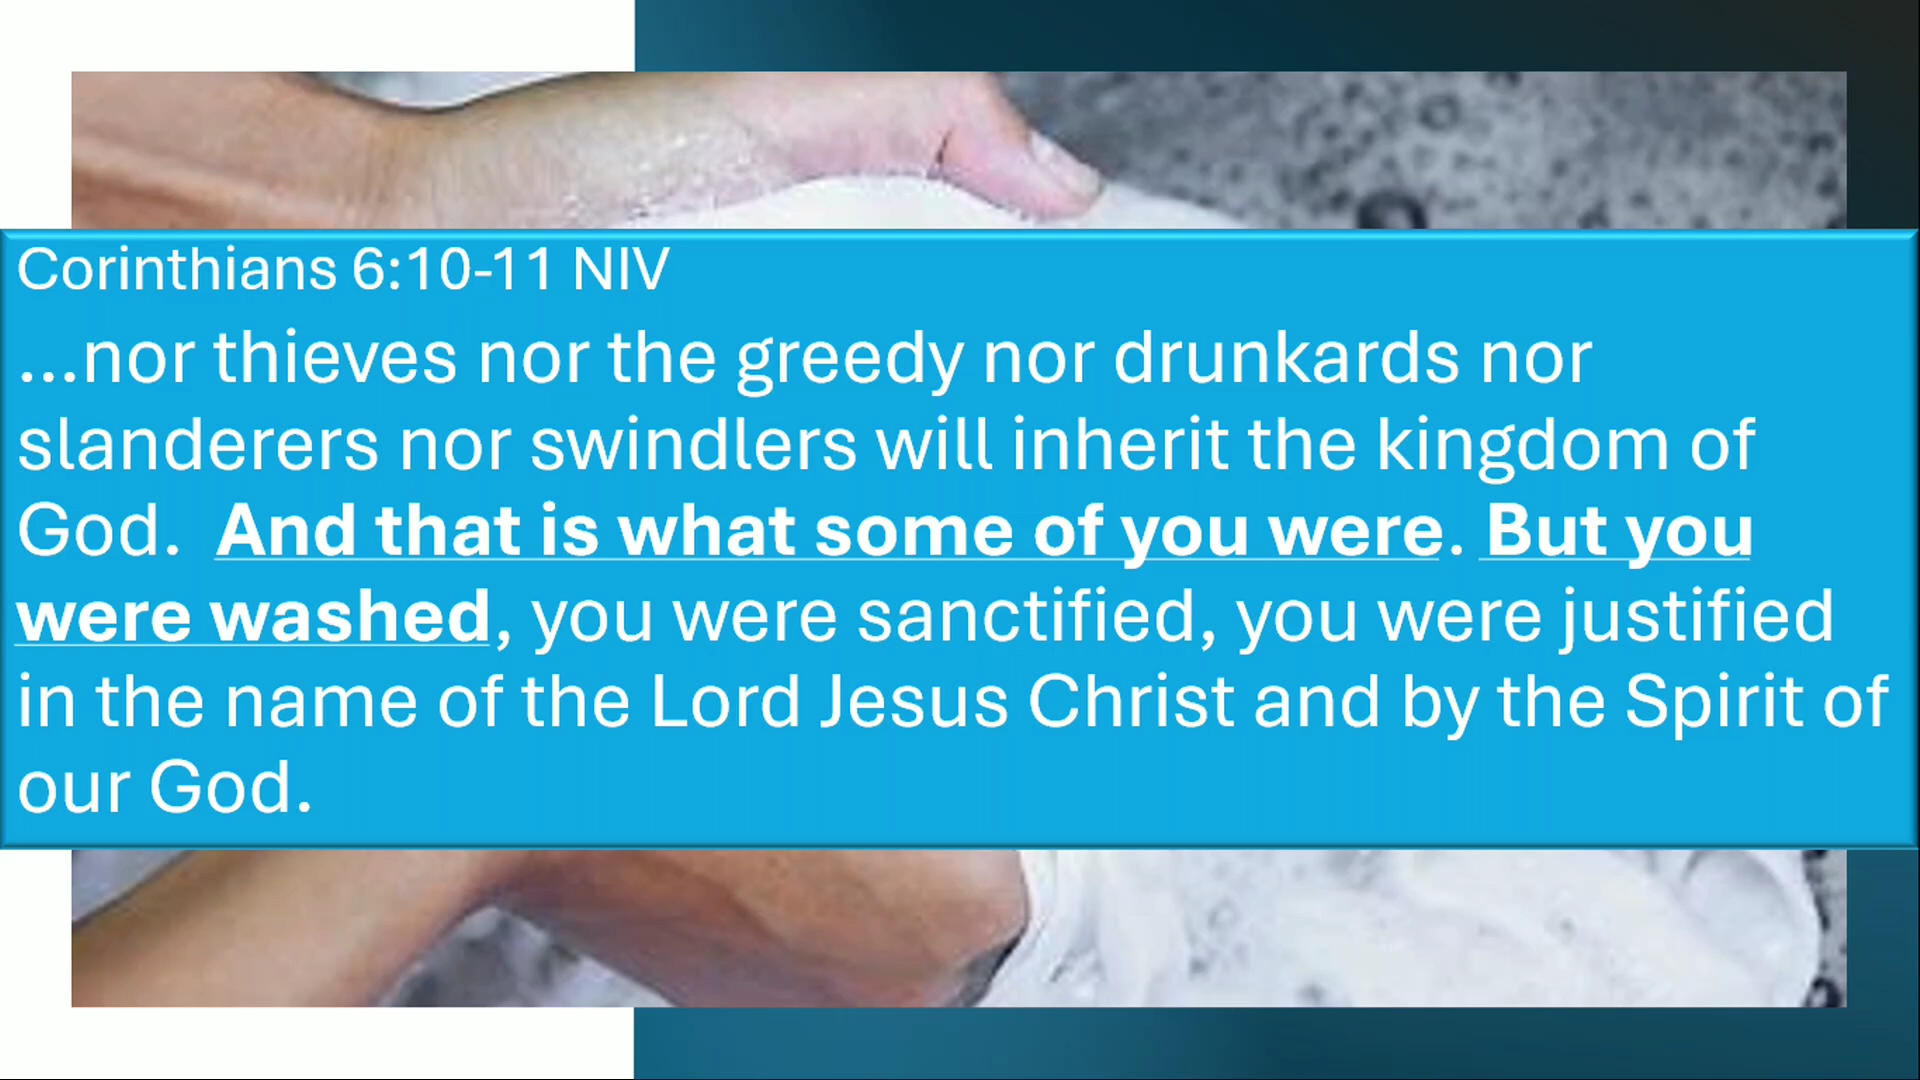 Corinthians 6:10-11 NIV
...nor thieves nor the greedy nor drunkards nor
slanderers nor swindlers will inherit the kingdom of
God. And that is what some of you were. But you
were washed, you were sanctified, you were justified
in the name of the Lord Jesus Christ and by the Spirit of
our God.